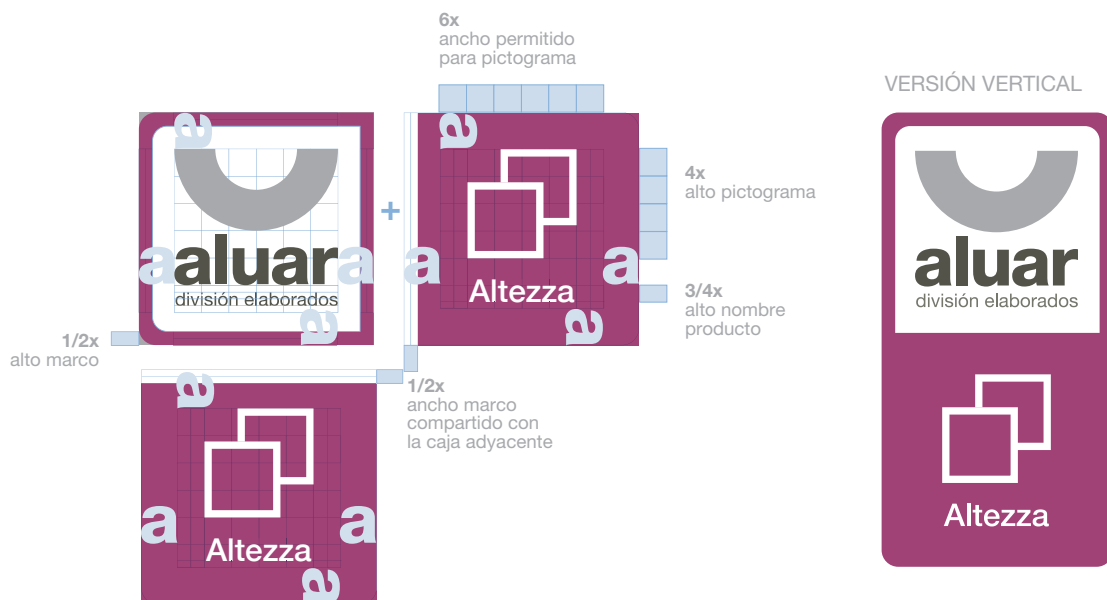 6x
ancho permitido
para pictograma
VERSIÓN VERTICAL
a
a
a
aluar
división elaborados
a
a
+
a
a
Altezza
a
a
4x
alto pictograma
3/4x
alto nombre
producto
1/2x
alto marco
1/2x
ancho marco
compartido con
la caja adyacente
a
a
a
Altezza
a
aluar
división elaborados
Altezza